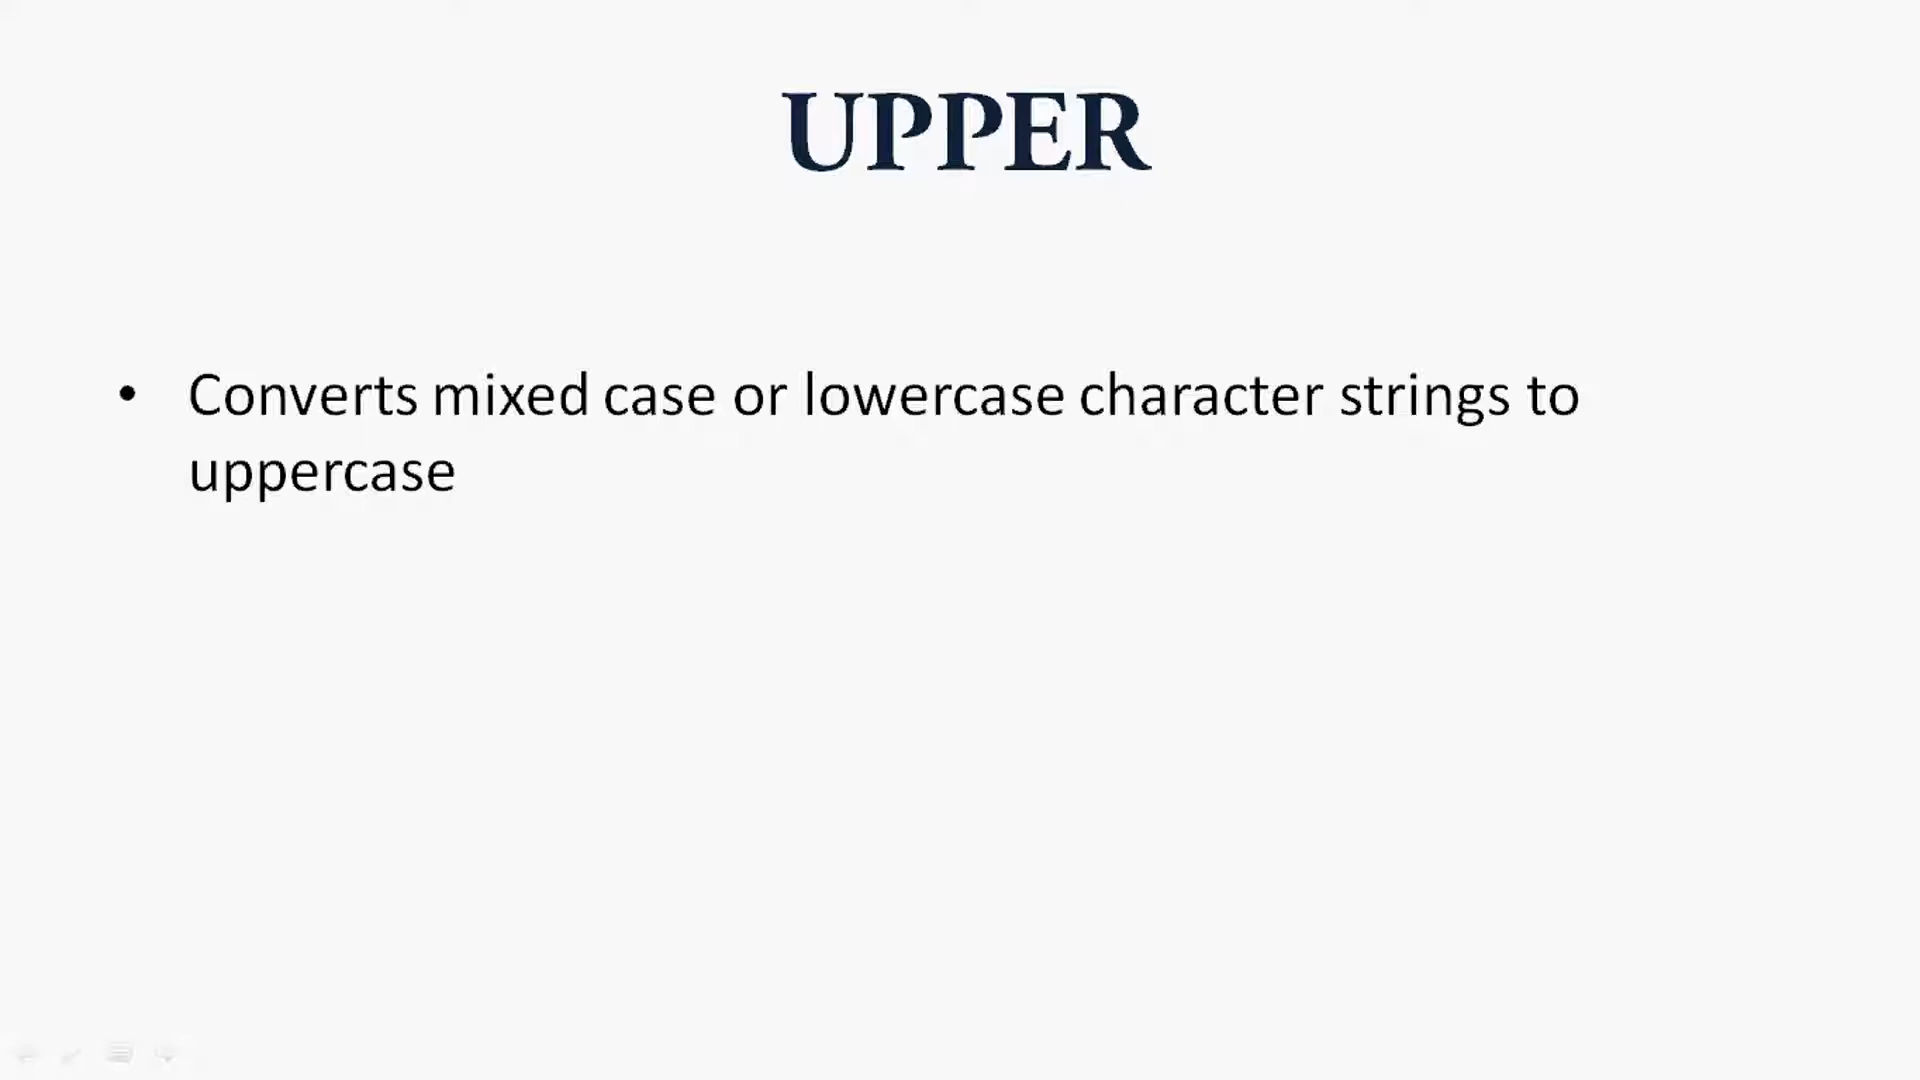 UPPER
• Converts mixed case or lowercase character strings to
uppercase